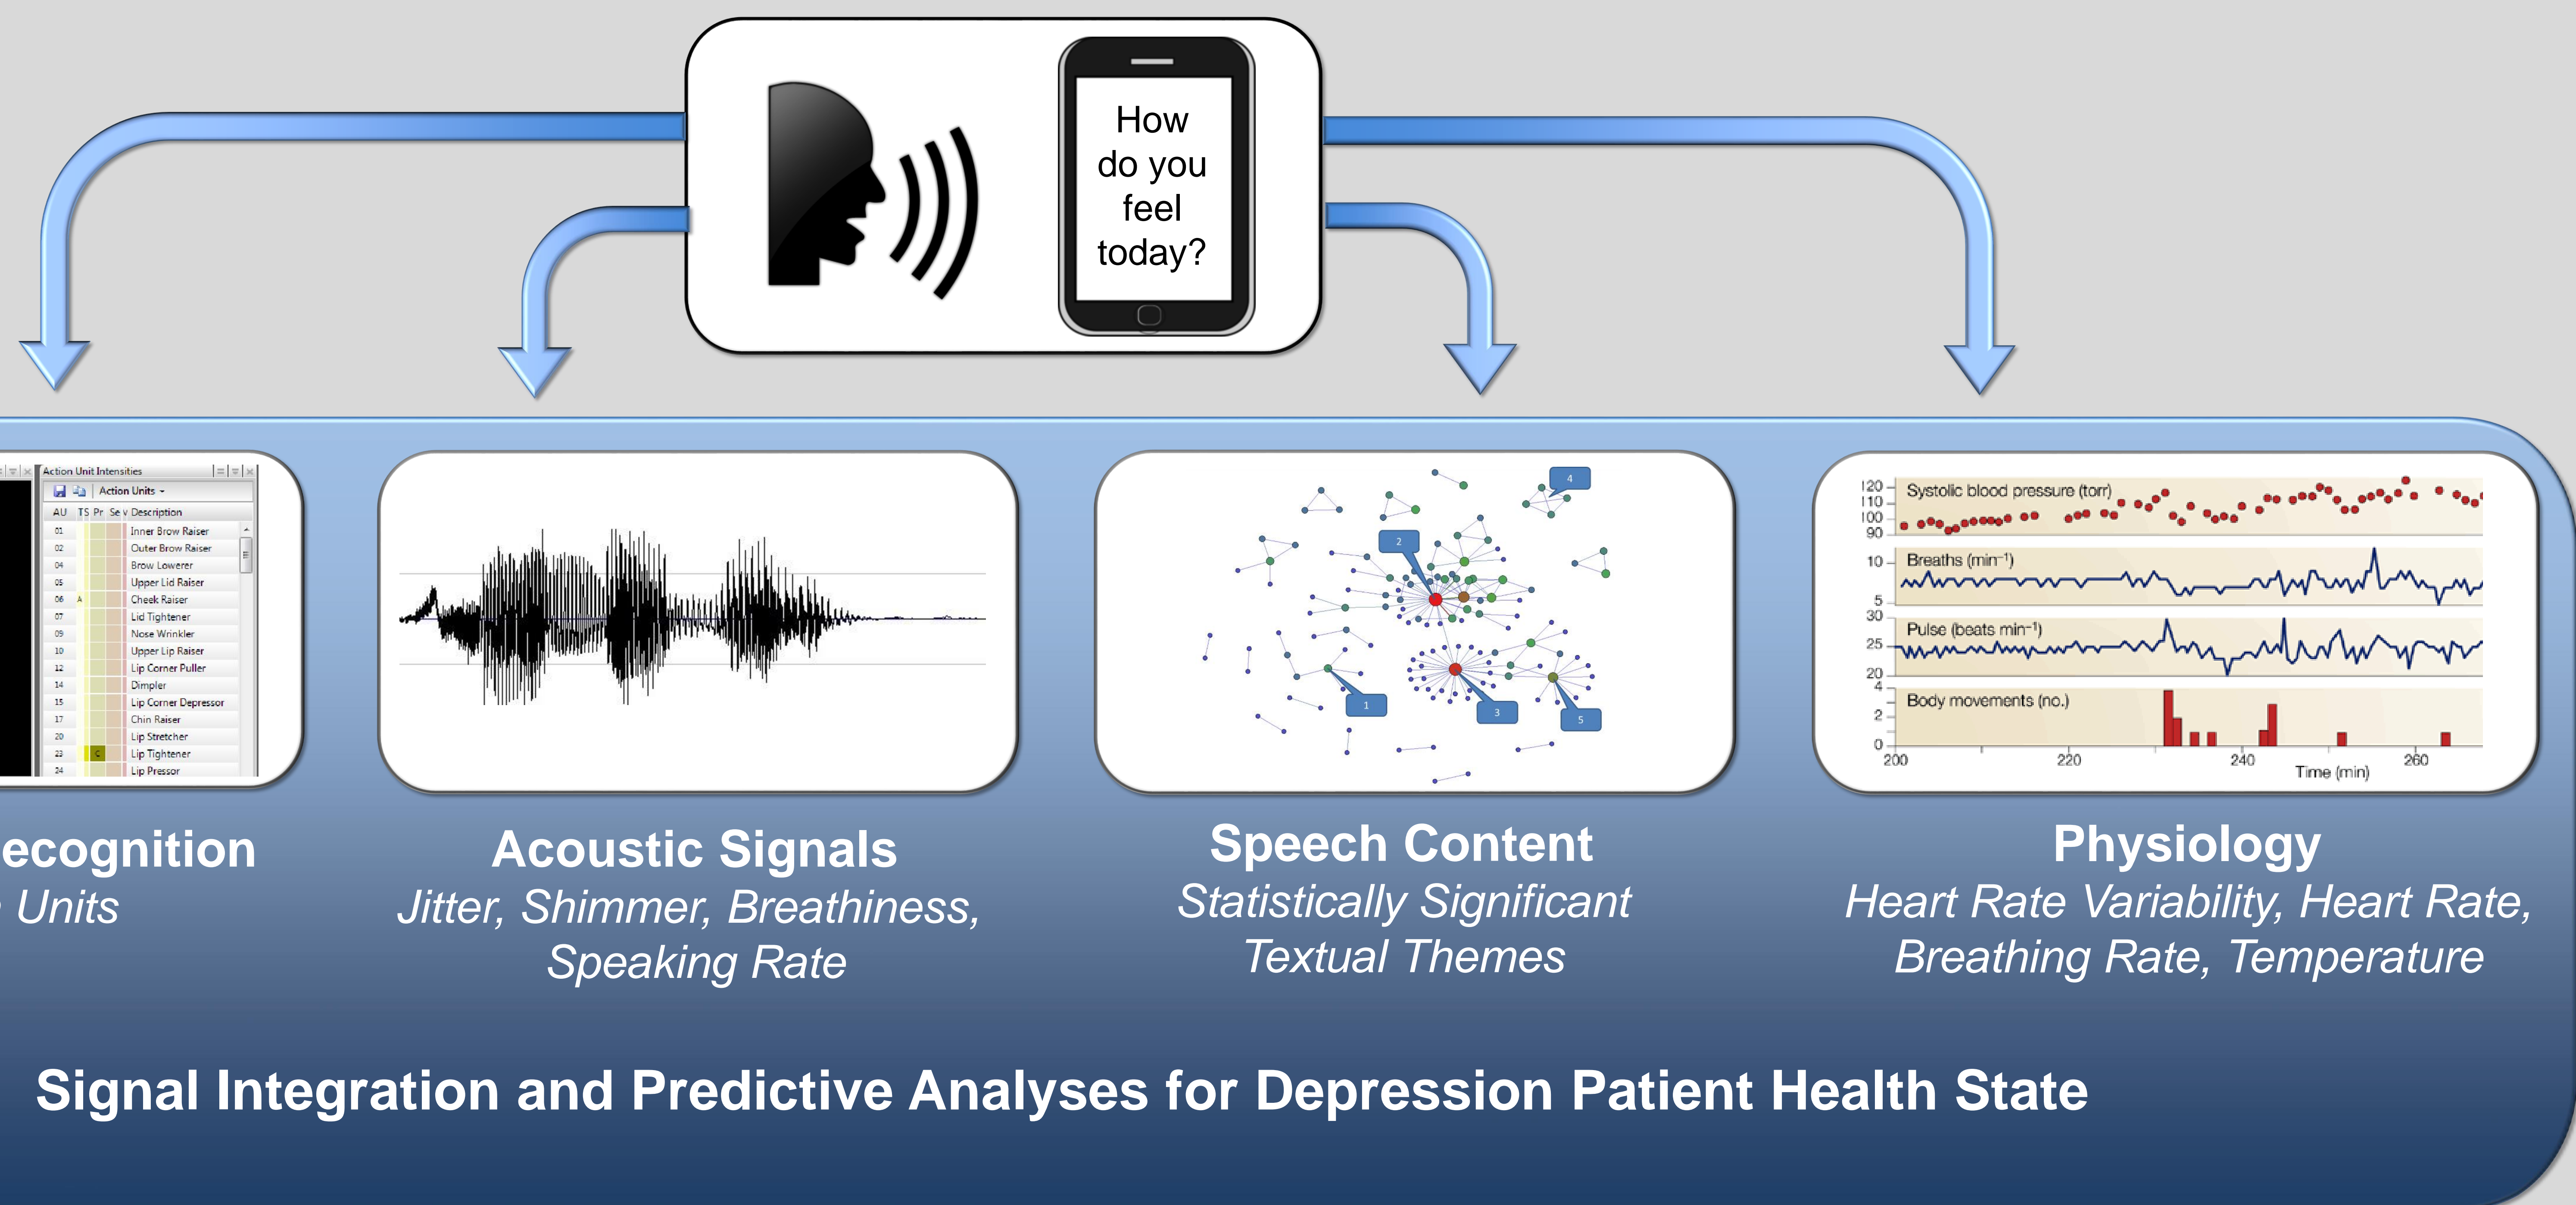 How
do you
feel
today?
Action Unit Intensities
Action Units
AU TS Pr Se v Description
01 Inner Brow Raiser
02 Outer Brow Raiser
04 Brow Lowerer
05 Upper Lid Raiser
06 A Cheek Raiser
07 Lid Tightener
09 Nose Wrinkler
10 Upper Lip Raiser
12 Lip Corner Puller
14 Dimpler
15 Lip Corner Depressor
17 Chin Raiser
20 Lip Stretcher
23 C Lip Tightener
24 Lip Pressor
4
2
1
3
5
120
110
100
90
Systolic blood pressure (torr)
10
5
Breaths (min⁻¹)
30
25
20
Pulse (beats min⁻¹)
4
2
0
Body movements (no.)
200 220 240 260
Time (min)
ecognition
Units
Acoustic Signals
Jitter, Shimmer, Breathiness,
Speaking Rate
Speech Content
Statistically Significant
Textual Themes
Physiology
Heart Rate Variability, Heart Rate,
Breathing Rate, Temperature
Signal Integration and Predictive Analyses for Depression Patient Health State